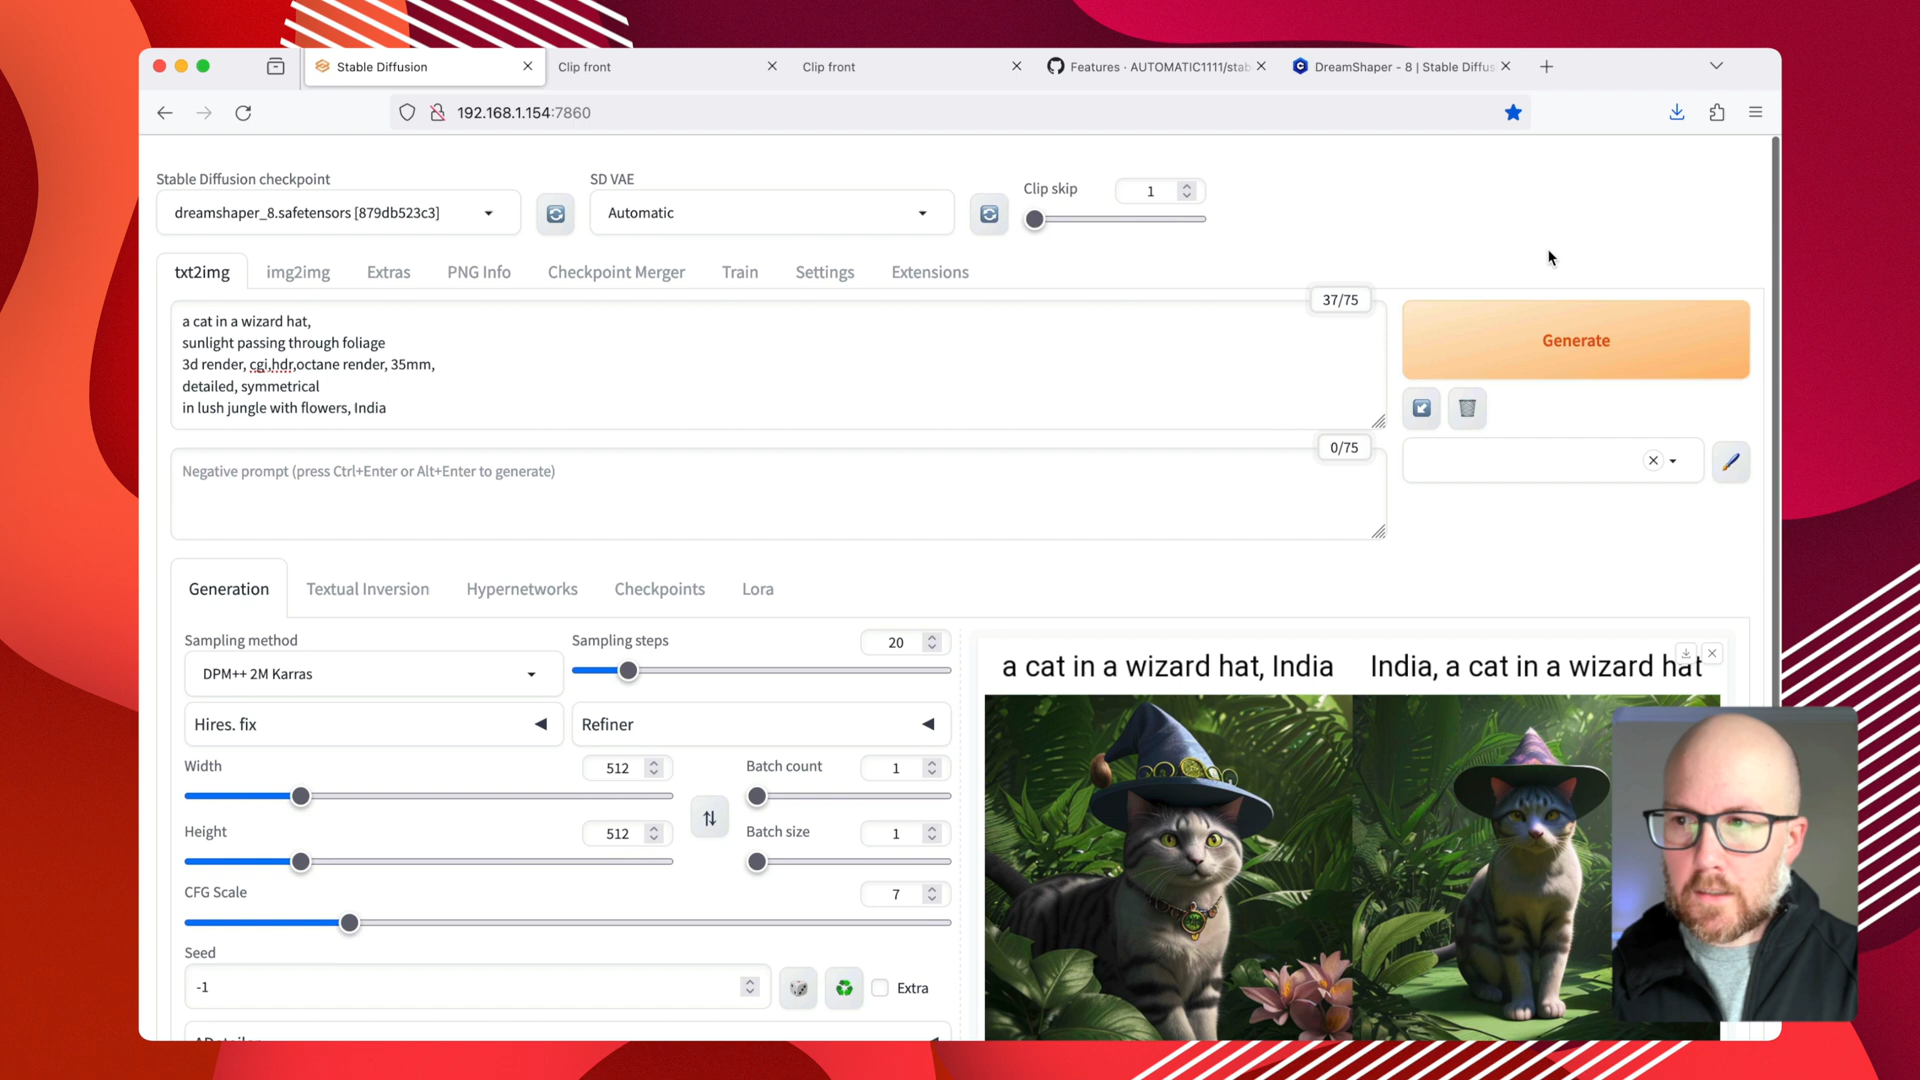 Stable Diffusion
Clip front
Clip front
Features · AUTOMATIC1111/stab
DreamShaper - 8 | Stable Diffus
192.168.1.154:7860
Stable Diffusion checkpoint
SD VAE
Clip skip
1
dreamshaper_8.safetensors [879db523c3]
Automatic
txt2img
img2img
Extras
PNG Info
Checkpoint Merger
Train
Settings
Extensions
37/75
a cat in a wizard hat,
sunlight passing through foliage
3d render, cgi,hdr,octane render, 35mm,
detailed, symmetrical
in lush jungle with flowers, India
Generate
0/75
Negative prompt (press Ctrl+Enter or Alt+Enter to generate)
Generation
Textual Inversion
Hypernetworks
Checkpoints
Lora
Sampling method
Sampling steps
20
DPM++ 2M Karras
Hires. fix
Refiner
Width
512
Batch count
1
Height
512
Batch size
1
CFG Scale
7
Seed
-1
Extra
a cat in a wizard hat, India
India, a cat in a wizard hat